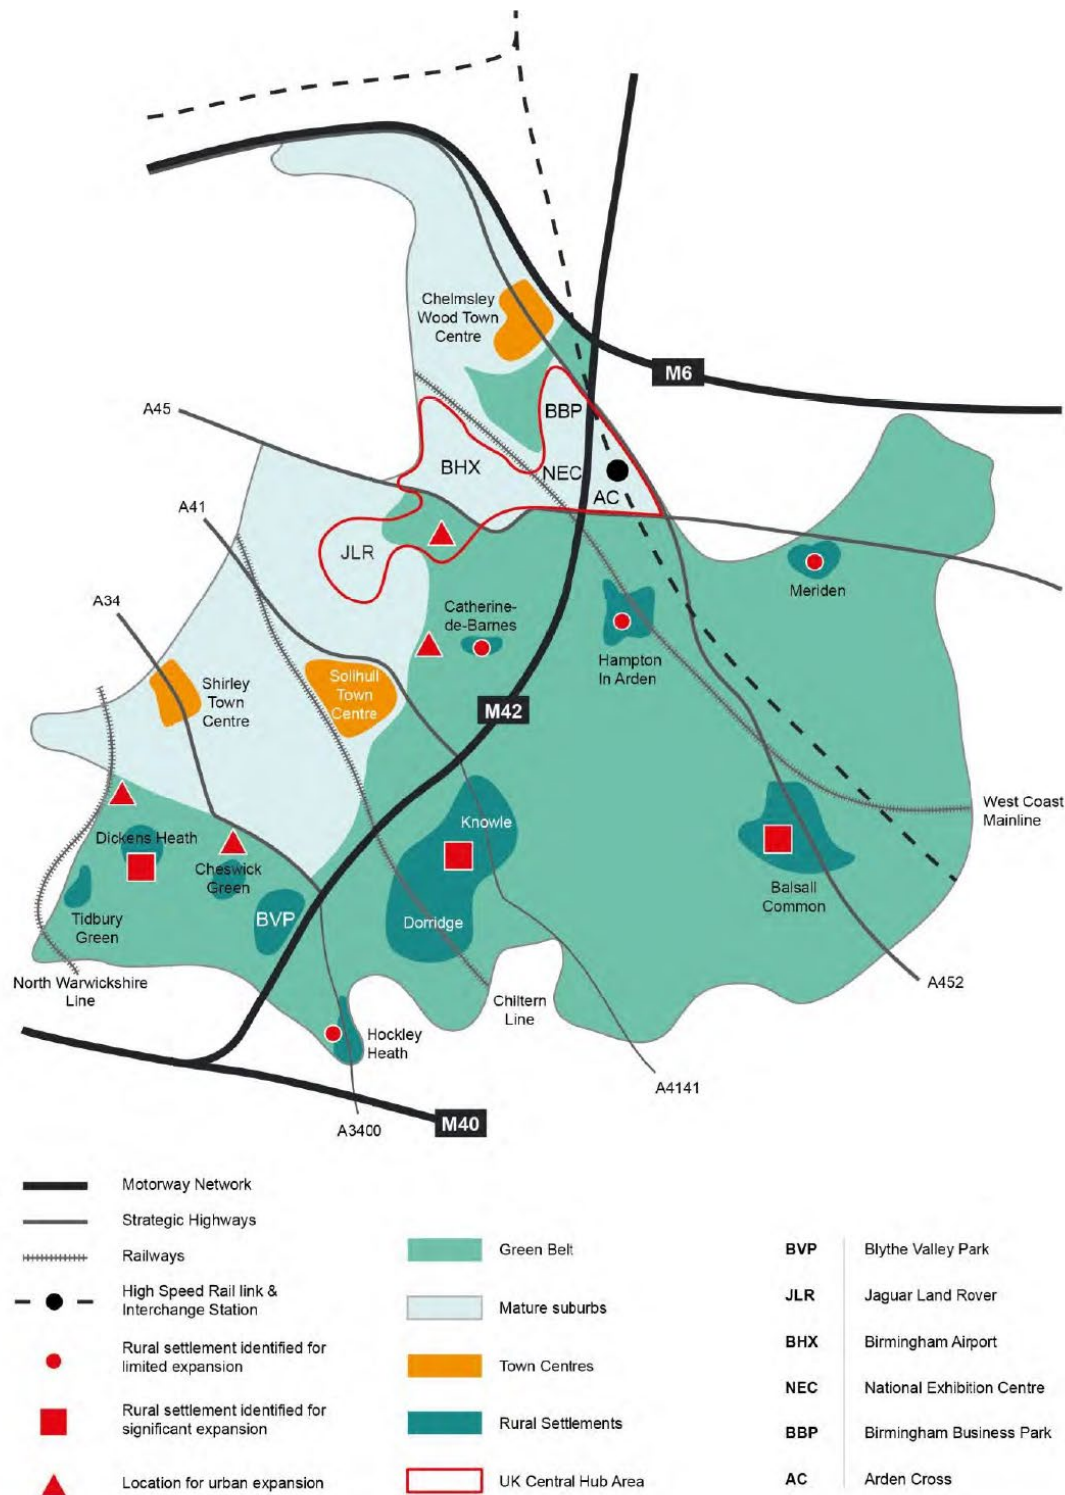 Chelmsley
Wood Town
Centre
M6
A45
BBP
BHX
NEC
AC
A41
JLR
A34
Catherine-
de-Barnes
Meriden
Hampton
In Arden
Shirley
Town
Centre
Solihull
Town
Centre
M42
West Coast
Mainline
Knowle
Dickens Heath
Cheswick
Green
Balsall
Common
Tidbury
Green
BVP
Dorridge
North Warwickshire
Line
Chiltern
Line
A452
Hockley
Heath
A4141
A3400
M40
Motorway Network
Strategic Highways
Railways
High Speed Rail link &
Interchange Station
Rural settlement identified for
limited expansion
Rural settlement identified for
significant expansion
Location for urban expansion
Green Belt
Mature suburbs
Town Centres
Rural Settlements
UK Central Hub Area
BVP Blythe Valley Park
JLR Jaguar Land Rover
BHX Birmingham Airport
NEC National Exhibition Centre
BBP Birmingham Business Park
AC Arden Cross